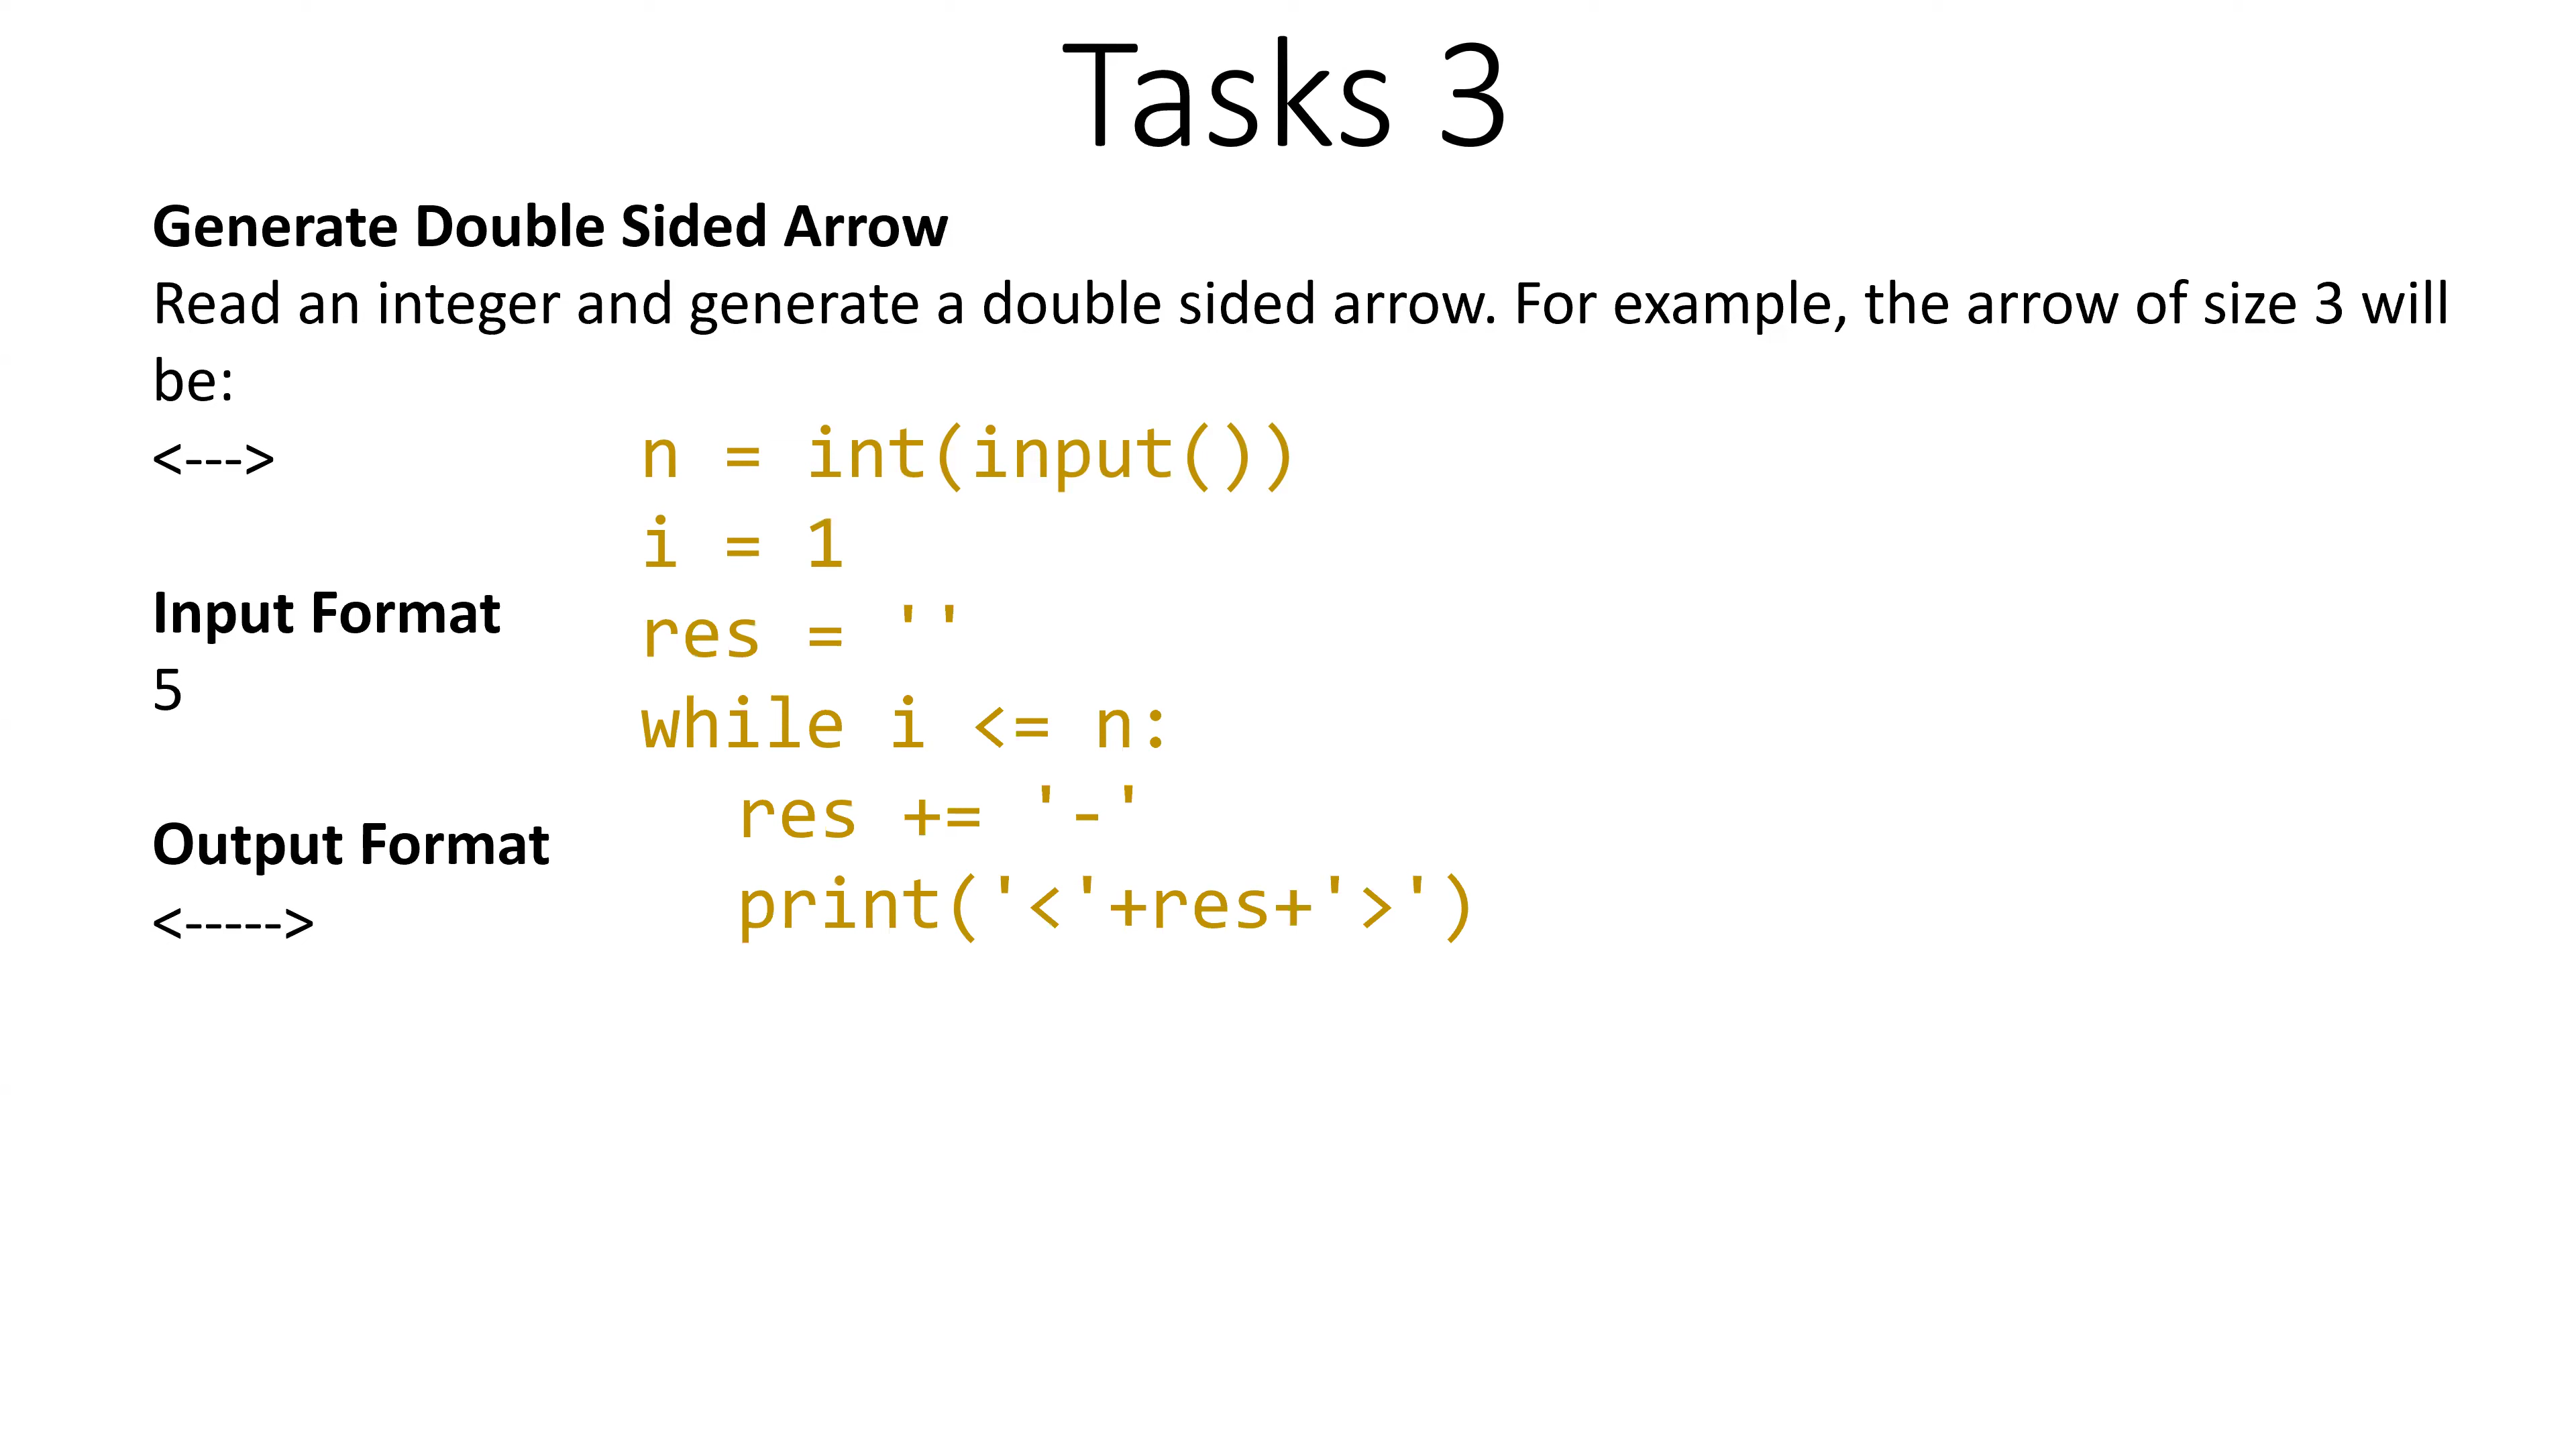 Tasks 3
Generate Double Sided Arrow
Read an integer and generate a double sided arrow. For example, the arrow of size 3 will
be:
<--->
Input Format
5
Output Format
<----->
n = int(input())
i = 1
res = ''
while i <= n:
  res += '-'
  print('<'+res+'>')